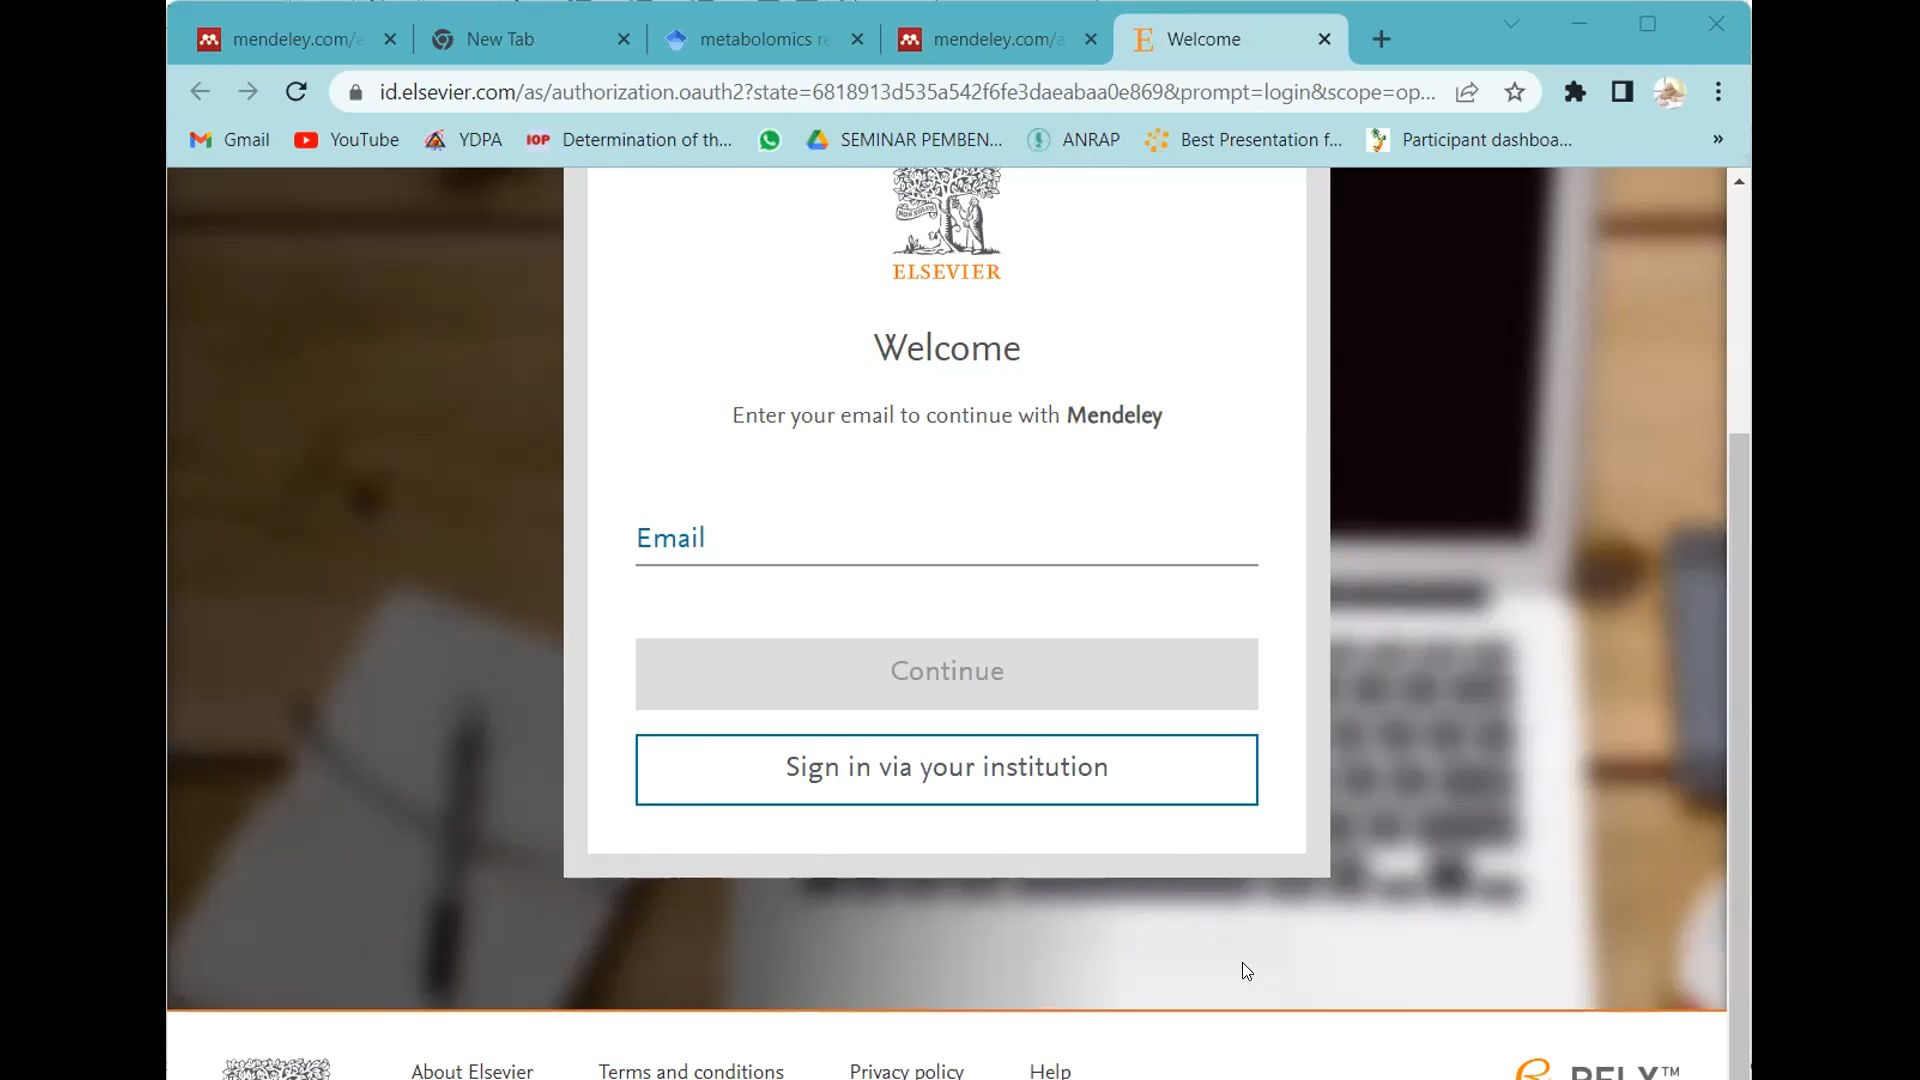 mendeley.com/a
New Tab
metabolomics re
mendeley.com/a
E Welcome
id.elsevier.com/as/authorization.oauth2?state=6818913d535a542f6fe3daeabaa0e869&prompt=login&scope=op...
Gmail
YouTube
YDPA
IOP Determination of th...
SEMINAR PEMBEN...
ANRAP
Best Presentation f...
Participant dashboa...
»
ELSEVIER
Welcome
Enter your email to continue with Mendeley
Email
Continue
Sign in via your institution
About Elsevier
Terms and conditions
Privacy policy
Help
RELX™